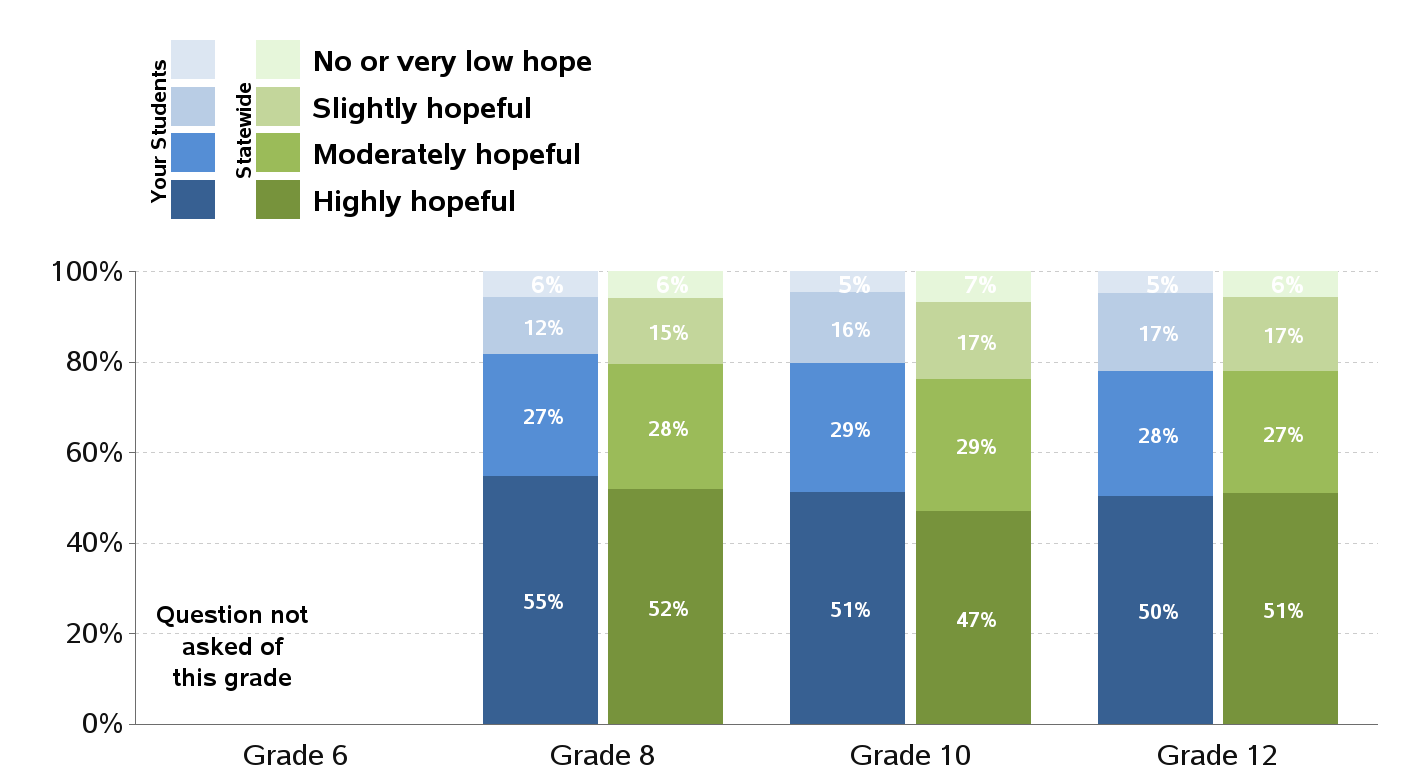 Your Students
Statewide
No or very low hope
Slightly hopeful
Moderately hopeful
Highly hopeful
100%
80%
60%
40%
20%
0%
Question not
asked of
this grade
6%
12%
27%
55%
6%
15%
28%
52%
5%
16%
29%
51%
7%
17%
29%
47%
5%
17%
28%
50%
6%
17%
27%
51%
Grade 6
Grade 8
Grade 10
Grade 12